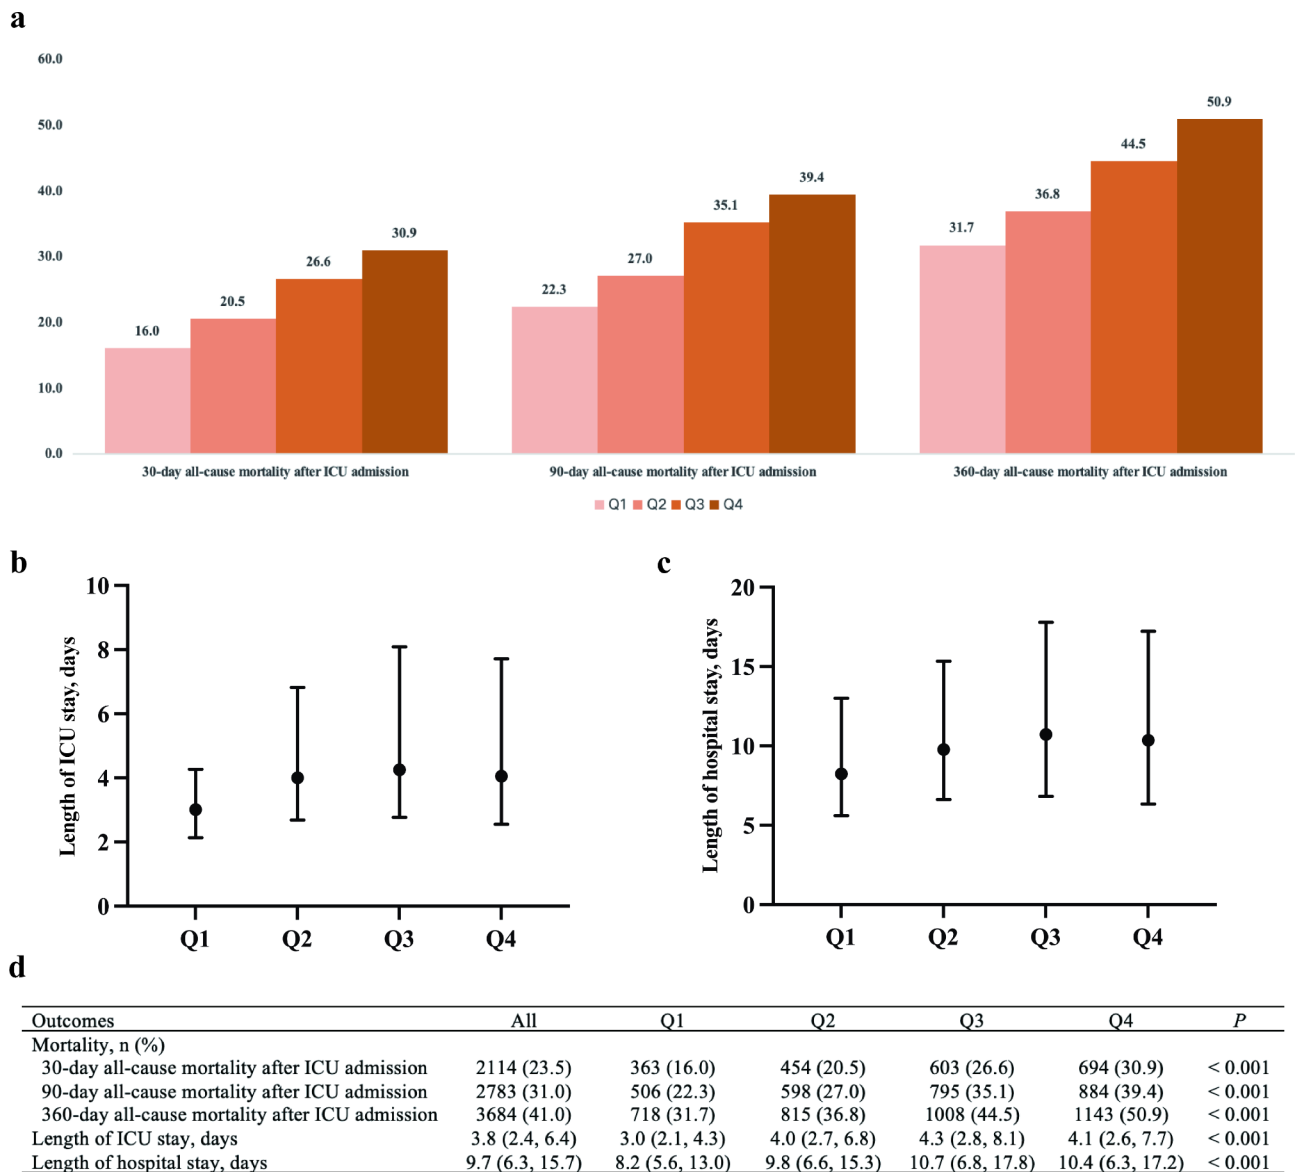 a
60.0
50.0
40.0
30.0
20.0
10.0
0.0
16.0
20.5
26.6
30.9
22.3
27.0
35.1
39.4
31.7
36.8
44.5
50.9
30-day all-cause mortality after ICU admission
90-day all-cause mortality after ICU admission
360-day all-cause mortality after ICU admission
Q1 Q2 Q3 Q4
b
Length of ICU stay, days
10
8
6
4
2
0
Q1 Q2 Q3 Q4
c
Length of hospital stay, days
20
15
10
5
0
Q1 Q2 Q3 Q4
d
Outcomes All Q1 Q2 Q3 Q4 P
Mortality, n (%)
30-day all-cause mortality after ICU admission 2114 (23.5) 363 (16.0) 454 (20.5) 603 (26.6) 694 (30.9) < 0.001
90-day all-cause mortality after ICU admission 2783 (31.0) 506 (22.3) 598 (27.0) 795 (35.1) 884 (39.4) < 0.001
360-day all-cause mortality after ICU admission 3684 (41.0) 718 (31.7) 815 (36.8) 1008 (44.5) 1143 (50.9) < 0.001
Length of ICU stay, days 3.8 (2.4, 6.4) 3.0 (2.1, 4.3) 4.0 (2.7, 6.8) 4.3 (2.8, 8.1) 4.1 (2.6, 7.7) < 0.001
Length of hospital stay, days 9.7 (6.3, 15.7) 8.2 (5.6, 13.0) 9.8 (6.6, 15.3) 10.7 (6.8, 17.8) 10.4 (6.3, 17.2) < 0.001